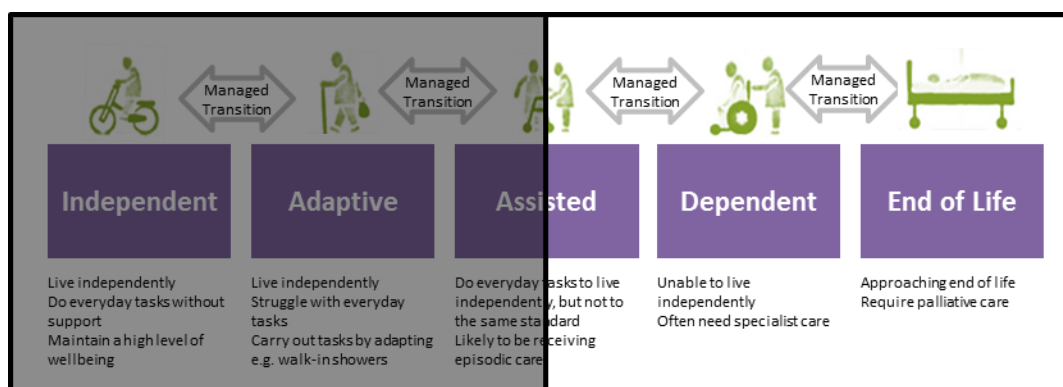 Managed
Transition
Managed
Transition
Managed
Transition
Managed
Transition
Independent
Adaptive
Assisted
Dependent
End of Life
Live independently
Do everyday tasks without
support
Maintain a high level of
wellbeing
Live independently
Struggle with everyday
tasks
Carry out tasks by adapting
e.g. walk-in showers
Do everyday tasks to live
independently, but not to
the same standard
Likely to be receiving
episodic care
Unable to live
independently
Often need specialist care
Approaching end of life
Require palliative care